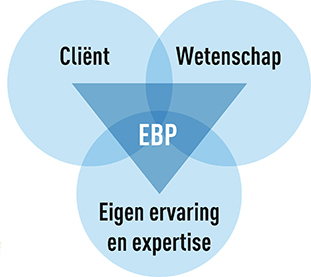 Cliënt
Wetenschap
EBP
Eigen ervaring
en expertise